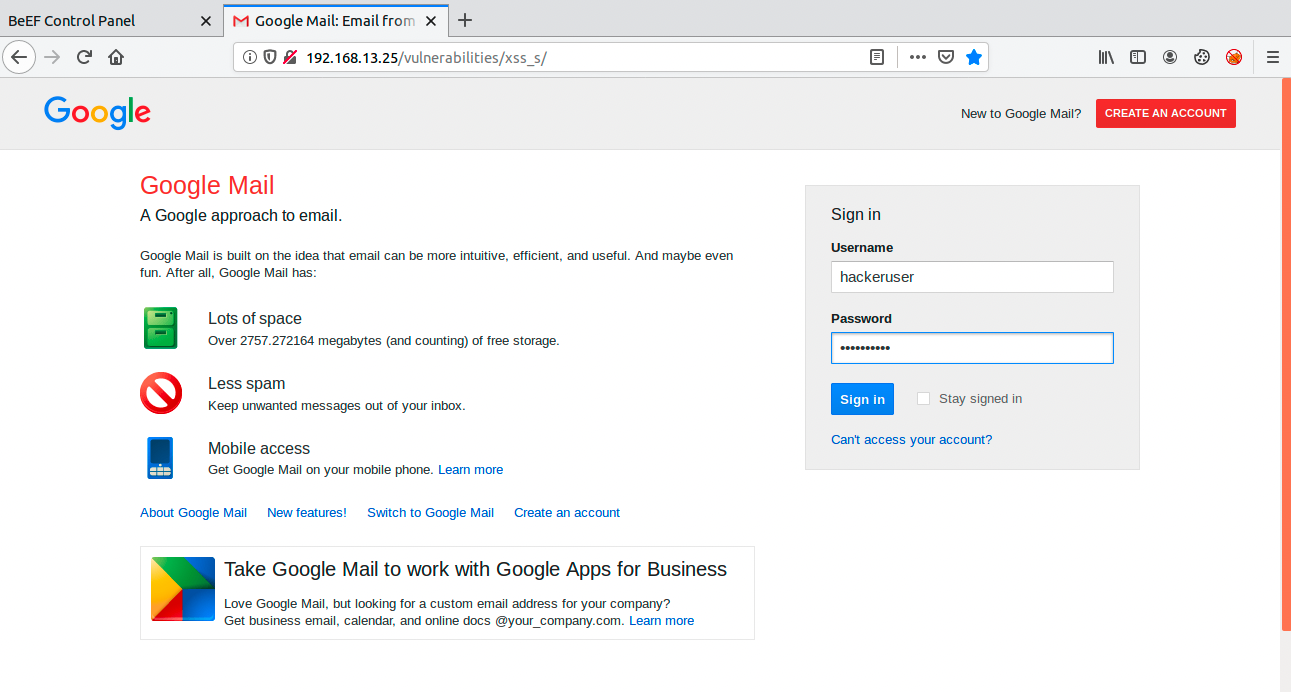 BeEF Control Panel
Google Mail: Email from
192.168.13.25/vulnerabilities/xss_s/
Google
New to Google Mail? CREATE AN ACCOUNT
Google Mail
A Google approach to email.
Google Mail is built on the idea that email can be more intuitive, efficient, and useful. And maybe even
fun. After all, Google Mail has:
Lots of space
Over 2757.272164 megabytes (and counting) of free storage.
Less spam
Keep unwanted messages out of your inbox.
Mobile access
Get Google Mail on your mobile phone. Learn more
About Google Mail New features! Switch to Google Mail Create an account
Take Google Mail to work with Google Apps for Business
Love Google Mail, but looking for a custom email address for your company?
Get business email, calendar, and online docs @your_company.com. Learn more
Sign in
Username
hackeruser
Password
••••••••••
Sign in Stay signed in
Can't access your account?